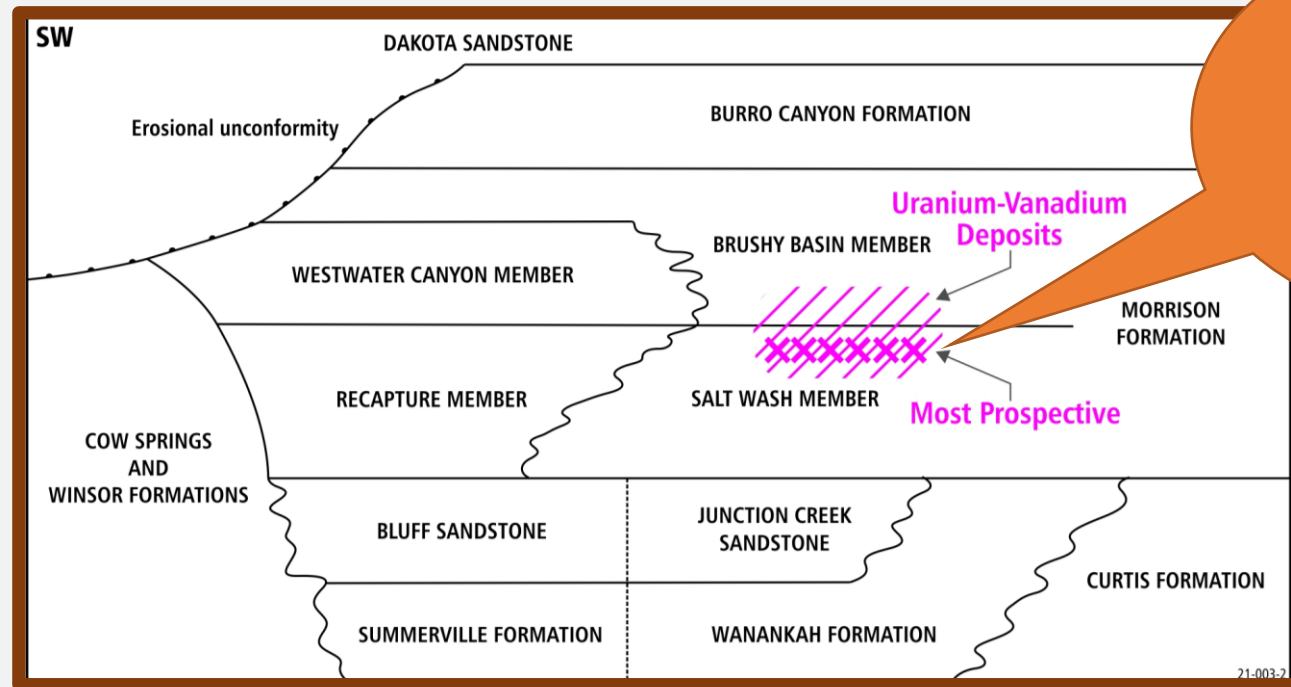 SW
DAKOTA SANDSTONE
Erosional unconformity
BURRO CANYON FORMATION
Uranium-Vanadium
Deposits
BRUSHY BASIN MEMBER
WESTWATER CANYON MEMBER
MORRISON
FORMATION
RECAPTURE MEMBER
SALT WASH MEMBER
Most Prospective
COW SPRINGS
AND
WINSOR FORMATIONS
BLUFF SANDSTONE
JUNCTION CREEK
SANDSTONE
CURTIS FORMATION
SUMMERVILLE FORMATION
WANANKAH FORMATION
21-003-2